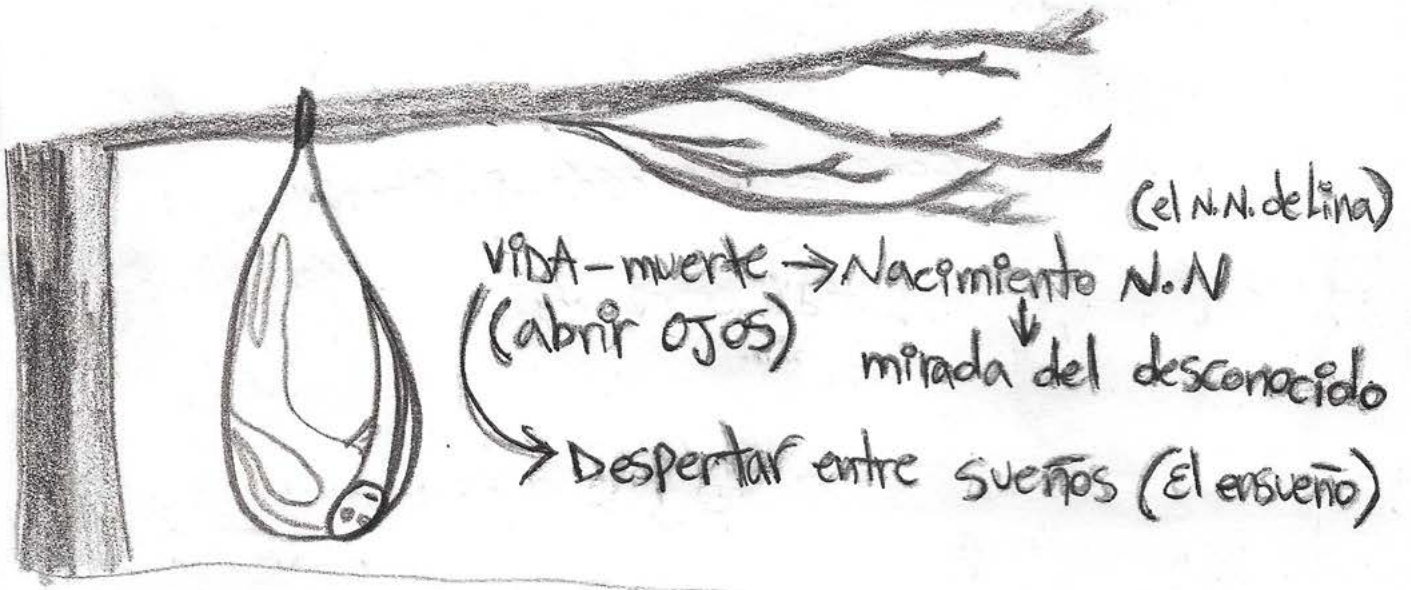 (el N.N. de Lina)
VIDA - muerte → Nacimiento N.N
(abrir OJOS)
↓
mirada del desconocido
→ Despertar entre sueños (El ensueño)